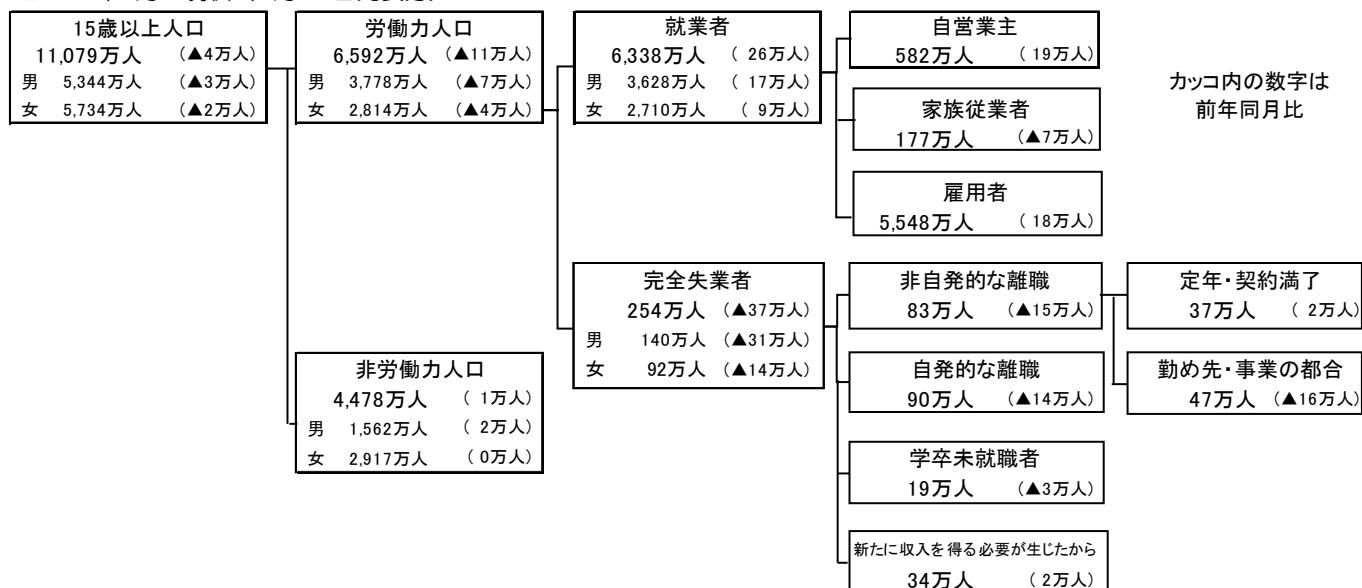 15歳以上人口
11,079万人 (▲4万人)
男 5,344万人 (▲3万人)
女 5,734万人 (▲2万人)
労働力人口
6,592万人 (▲11万人)
男 3,778万人 (▲7万人)
女 2,814万人 (▲4万人)
非労働力人口
4,478万人 ( 1万人)
男 1,562万人 ( 2万人)
女 2,917万人 ( 0万人)
就業者
6,338万人 ( 26万人)
男 3,628万人 ( 17万人)
女 2,710万人 ( 9万人)
完全失業者
254万人 (▲37万人)
男 140万人 (▲31万人)
女 92万人 (▲14万人)
自営業主
582万人 ( 19万人)
家族従業者
177万人 (▲7万人)
雇用者
5,548万人 ( 18万人)
非自発的な離職
83万人 (▲15万人)
自発的な離職
90万人 (▲14万人)
学卒未就職者
19万人 (▲3万人)
新たに収入を得る必要が生じたから
34万人 ( 2万人)
定年・契約満了
37万人 ( 2万人)
勤め先・事業の都合
47万人 (▲16万人)
カッコ内の数字は
前年同月比